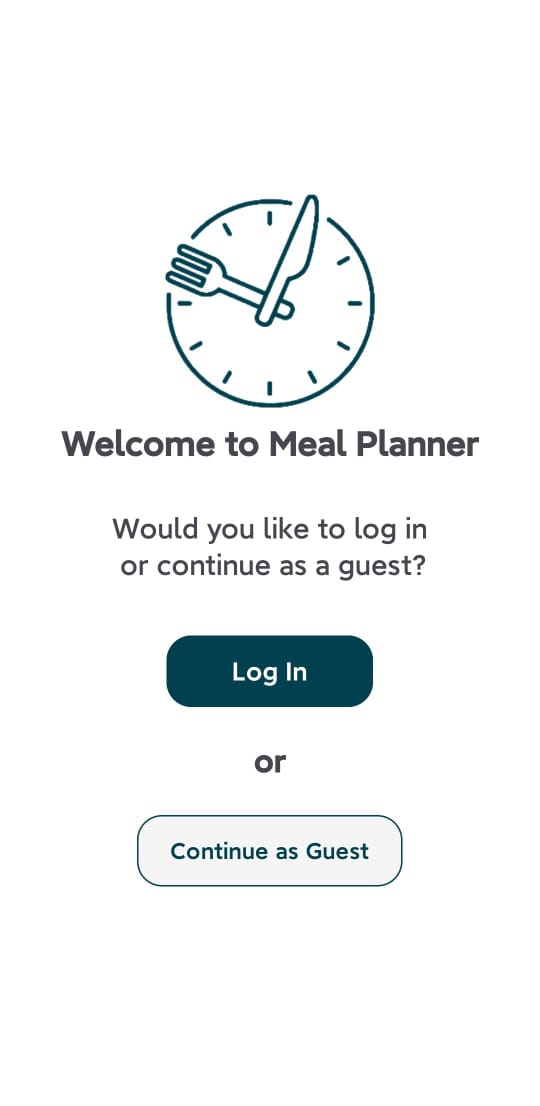 Welcome to Meal Planner
Would you like to log in
or continue as a guest?
Log In
or
Continue as Guest